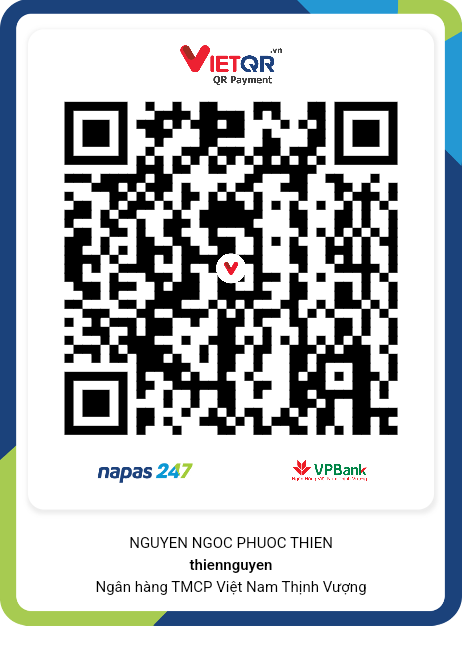 VIETQR
.vn
QR Payment
napas 247
VPBank
NGUYEN NGOC PHUOC THIEN
thiennguyen
Ngân hàng TMCP Việt Nam Thịnh Vượng